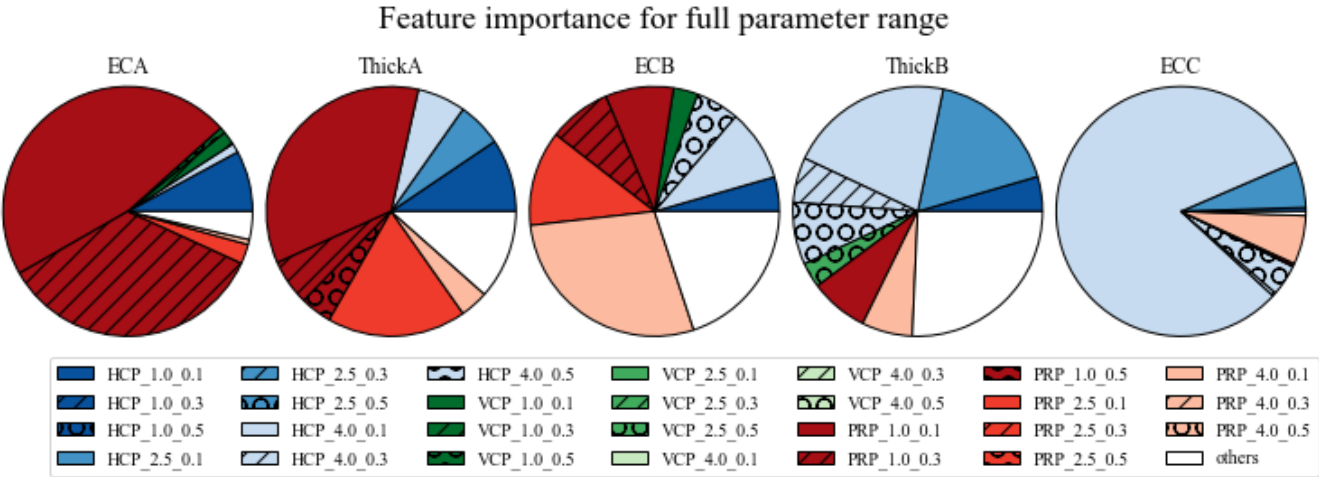 Feature importance for full parameter range
ECA ThickA ECB ThickB ECC
HCP_1.0_0.1 HCP_2.5_0.3 HCP_4.0_0.5 VCP_2.5_0.1 VCP_4.0_0.3 PRP_1.0_0.5 PRP_4.0_0.1
HCP_1.0_0.3 HCP_2.5_0.5 VCP_1.0_0.1 VCP_2.5_0.3 VCP_4.0_0.5 PRP_2.5_0.1 PRP_4.0_0.3
HCP_1.0_0.5 HCP_4.0_0.1 VCP_1.0_0.3 VCP_2.5_0.5 PRP_1.0_0.1 PRP_2.5_0.3 PRP_4.0_0.5
HCP_2.5_0.1 HCP_4.0_0.3 VCP_1.0_0.5 VCP_4.0_0.1 PRP_1.0_0.3 PRP_2.5_0.5 others